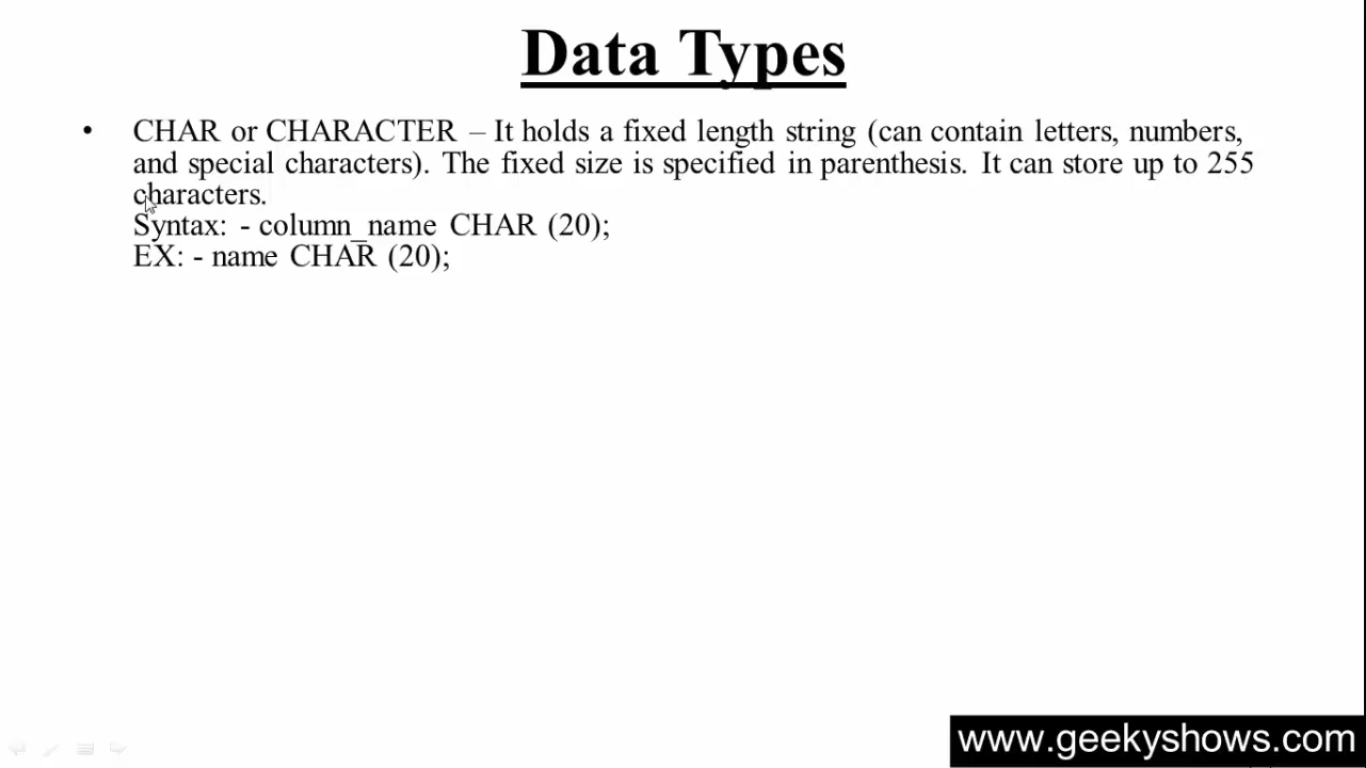 Data Types
• CHAR or CHARACTER – It holds a fixed length string (can contain letters, numbers,
and special characters). The fixed size is specified in parenthesis. It can store up to 255
characters.
Syntax: - column_name CHAR (20);
EX: - name CHAR (20);
www.geekyshows.com